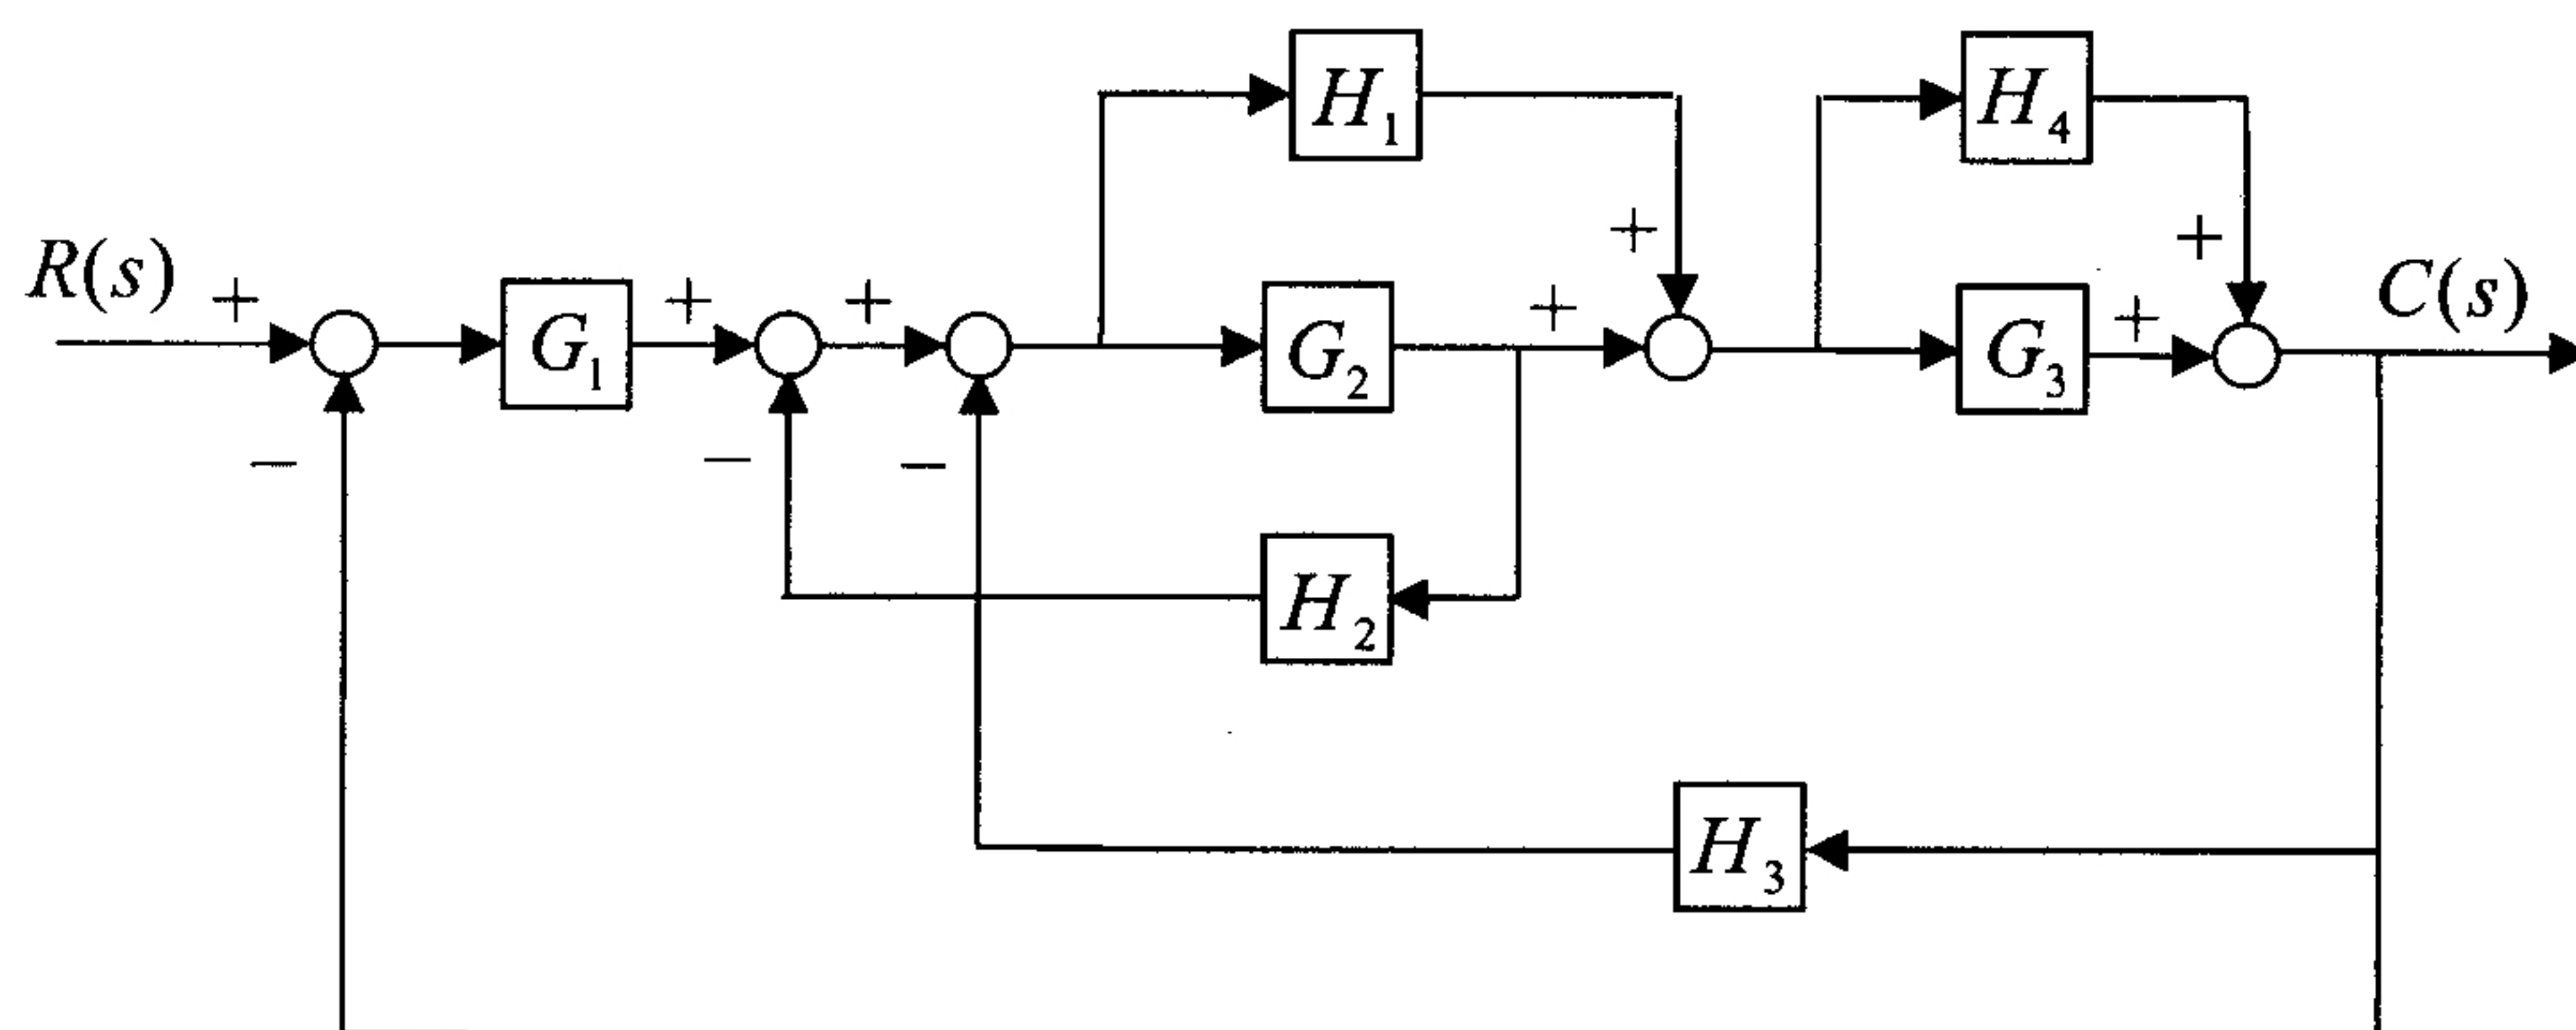 H₁ H₄
+ +
R(s) + G₁ + + G₂ + G₃ + C(s)
− − −
H₂
H₃